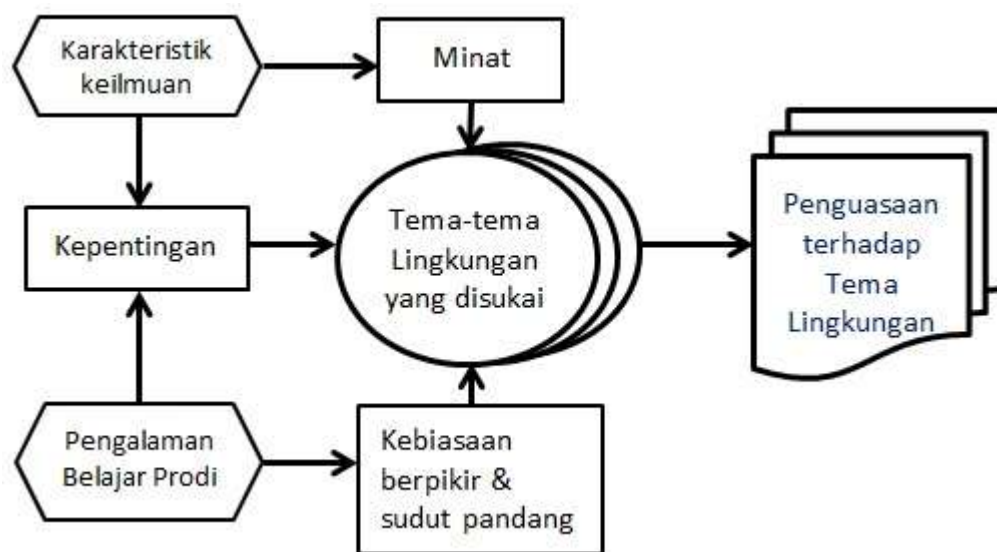 Karakteristik
keilmuan
Minat
Kepentingan
Tema-tema
Lingkungan
yang disukai
Penguasaan
terhadap
Tema
Lingkungan
Pengalaman
Belajar Prodi
Kebiasaan
berpikir &
sudut pandang